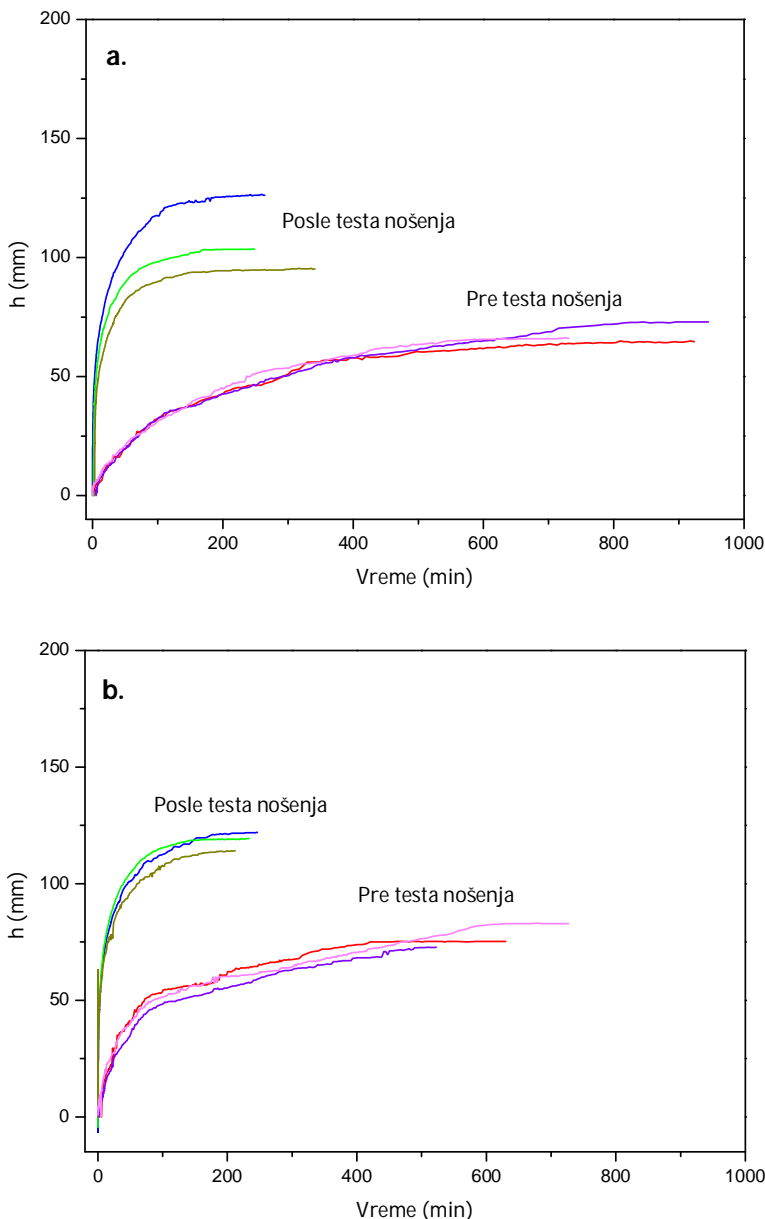 200
a.
150
Posle testa nošenja
h (mm)
100
Pre testa nošenja
50
0
0 200 400 600 800 1000
Vreme (min)
200
b.
150
Posle testa nošenja
h (mm)
100
Pre testa nošenja
50
0
0 200 400 600 800 1000
Vreme (min)